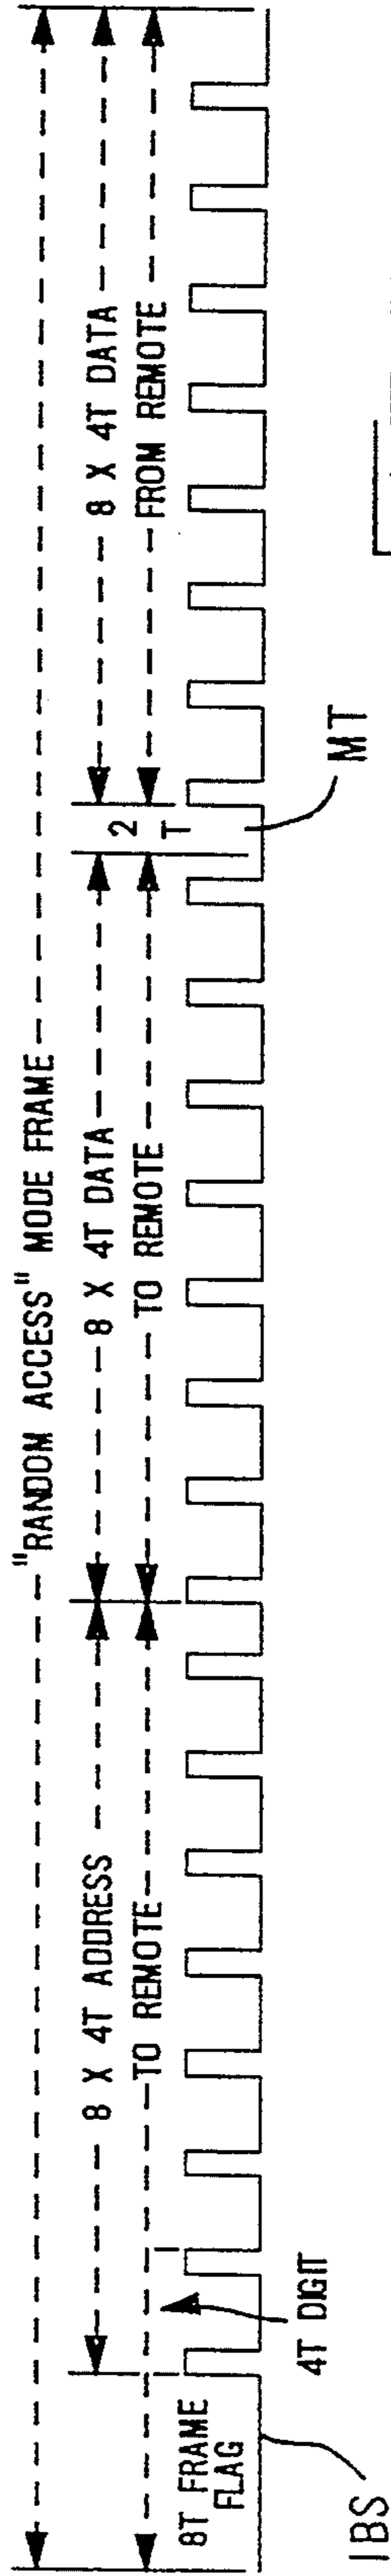 "RANDOM ACCESS" MODE FRAME
8 X 4T ADDRESS
8 X 4T DATA
8 X 4T DATA
TO REMOTE
TO REMOTE
FROM REMOTE
2
T
8T FRAME
FLAG
4T DIGIT
IBS
MT